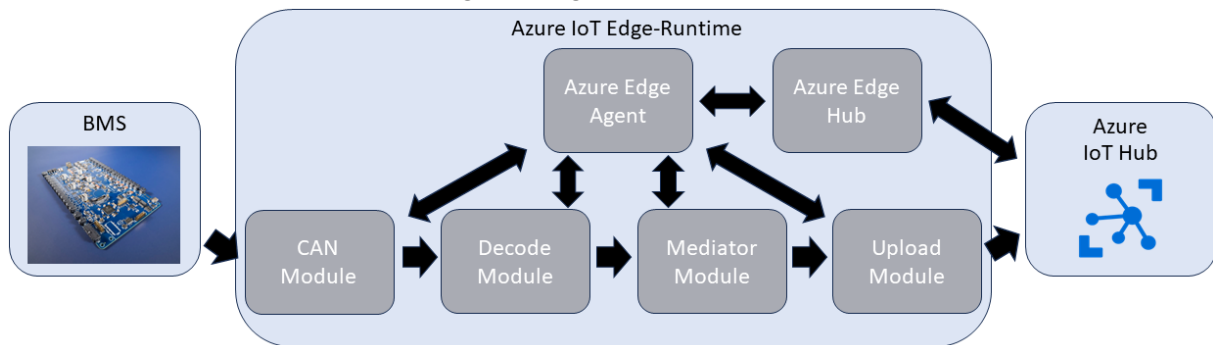 Azure IoT Edge-Runtime
Azure Edge
Agent
Azure Edge
Hub
BMS
Azure
IoT Hub
CAN
Module
Decode
Module
Mediator
Module
Upload
Module